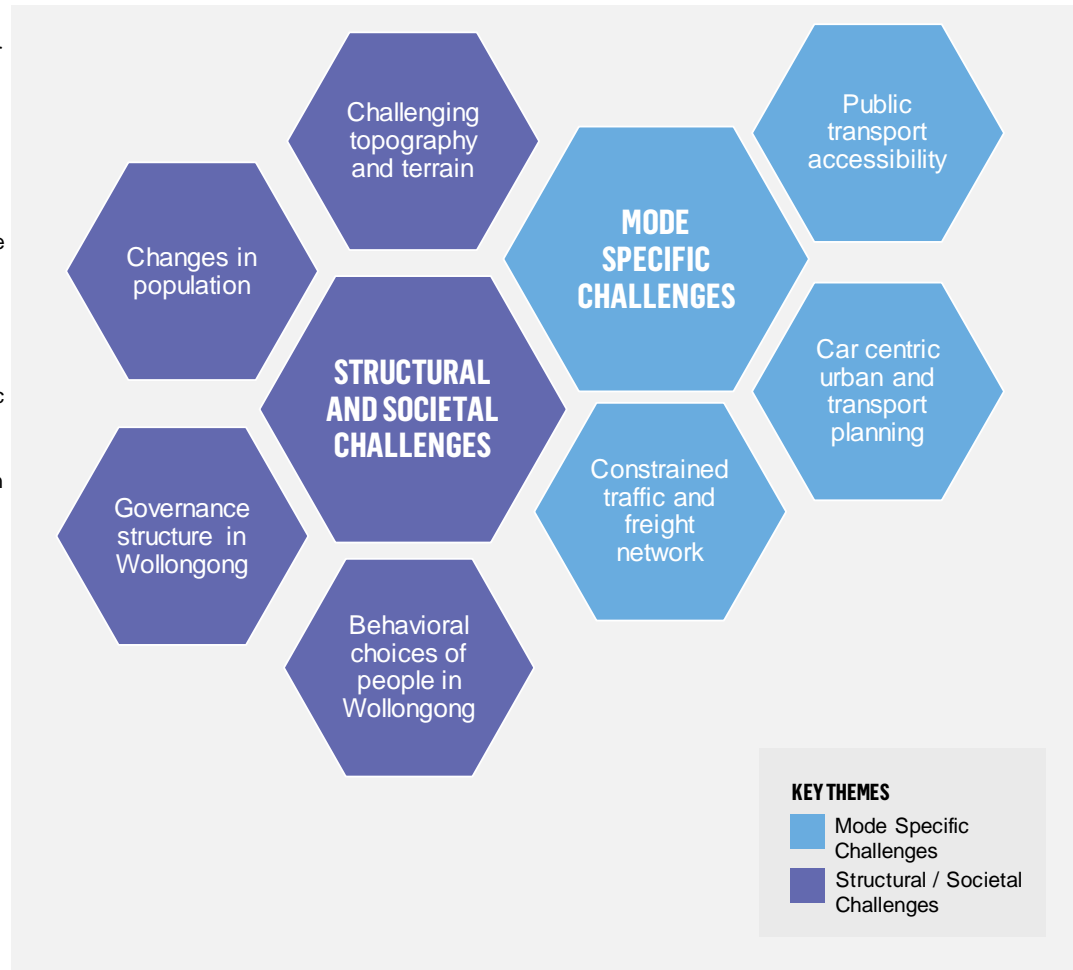 Challenging
topography
and terrain
Public
transport
accessibility
MODE
SPECIFIC
CHALLENGES
Changes in
population
Car centric
urban and
transport
planning
STRUCTURAL
AND SOCIETAL
CHALLENGES
Constrained
traffic and
freight
network
Governance
structure in
Wollongong
Behavioral
choices of
people in
Wollongong
KEY THEMES
Mode Specific
Challenges
Structural / Societal
Challenges